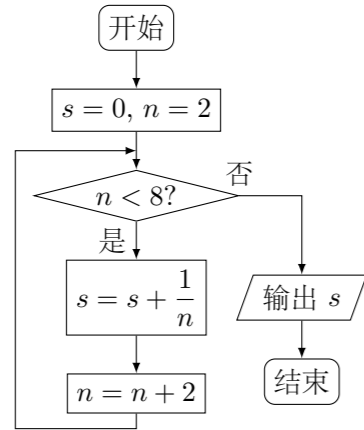 开始
s = 0, n = 2
n < 8?
否
是
s = s + 1/n
n = n + 2
输出 s
结束